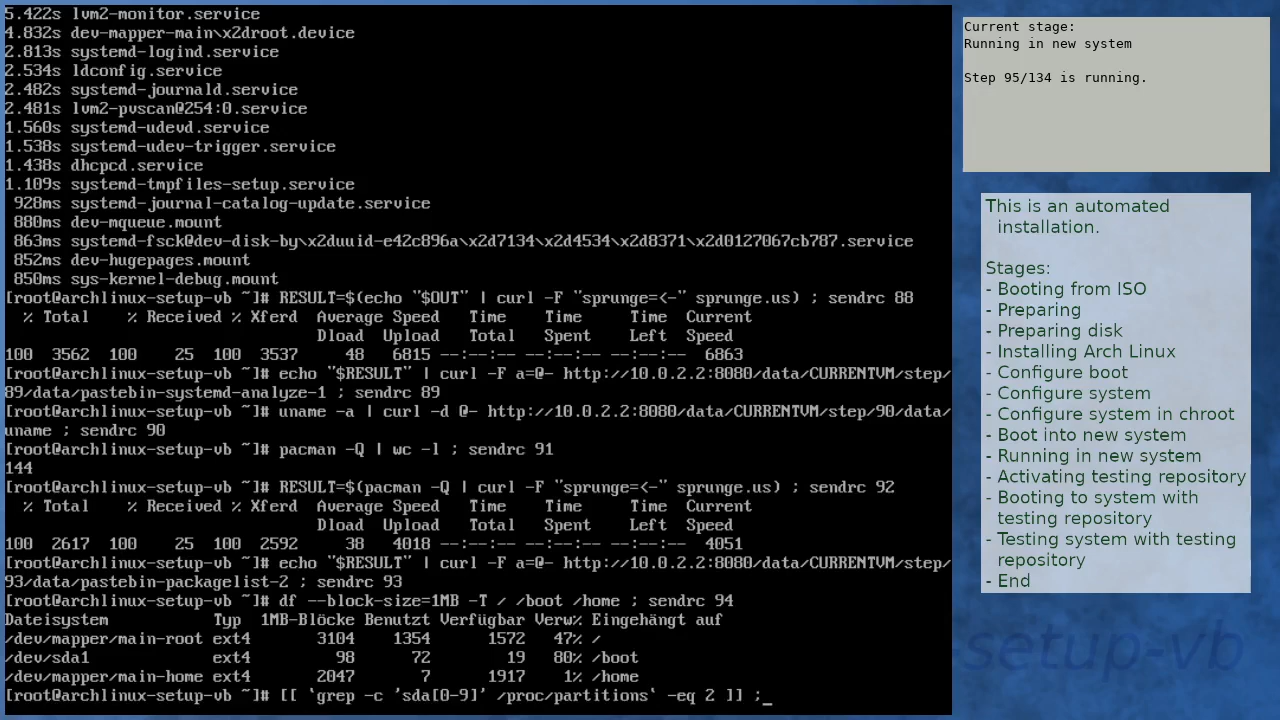 5.422s lvm2-monitor.service
4.832s dev-mapper-main\x2droot.device
2.813s systemd-logind.service
2.534s ldconfig.service
2.482s systemd-journald.service
2.481s lvm2-pvscan@254:0.service
1.560s systemd-udevd.service
1.538s systemd-udev-trigger.service
1.438s dhcpcd.service
1.109s systemd-tmpfiles-setup.service
928ms systemd-journal-catalog-update.service
880ms dev-mqueue.mount
863ms systemd-fsck@dev-disk-by\x2duuid-e42c896a\x2d7134\x2d4534\x2d8371\x2d0127067cb787.service
852ms dev-hugepages.mount
850ms sys-kernel-debug.mount
[root@archlinux-setup-vb ~]# RESULT=$(echo "$OUT" | curl -F "sprunge=<-" sprunge.us) ; sendrc 88
% Total % Received % Xferd Average Speed Time Time Time Current
Dload Upload Total Spent Left Speed
100 3562 100 25 100 3537 48 6815 --:--:-- --:--:-- --:--:-- 6863
[root@archlinux-setup-vb ~]# echo "$RESULT" | curl -F a=@- http://10.0.2.2:8080/data/CURRENTVM/step/
89/data/pastebin-systemd-analyze-1 ; sendrc 89
[root@archlinux-setup-vb ~]# uname -a | curl -d @- http://10.0.2.2:8080/data/CURRENTVM/step/90/data/
uname ; sendrc 90
[root@archlinux-setup-vb ~]# pacman -Q | wc -l ; sendrc 91
144
[root@archlinux-setup-vb ~]# RESULT=$(pacman -Q | curl -F "sprunge=<-" sprunge.us) ; sendrc 92
% Total % Received % Xferd Average Speed Time Time Time Current
Dload Upload Total Spent Left Speed
100 2617 100 25 100 2592 38 4018 --:--:-- --:--:-- --:--:-- 4051
[root@archlinux-setup-vb ~]# echo "$RESULT" | curl -F a=@- http://10.0.2.2:8080/data/CURRENTVM/step/
93/data/pastebin-packagelist-2 ; sendrc 93
[root@archlinux-setup-vb ~]# df --block-size=1MB -T / /boot /home ; sendrc 94
Dateisystem Typ 1MB-Blöcke Benutzt Verfügbar Verw% Eingehängt auf
/dev/mapper/main-root ext4 3104 1354 1572 47% /
/dev/sda1 ext4 98 72 19 80% /boot
/dev/mapper/main-home ext4 2047 7 1917 1% /home
[root@archlinux-setup-vb ~]# [[ `grep -c 'sda[0-9]' /proc/partitions` -eq 2 ]] ;_
Current stage:
Running in new system
Step 95/134 is running.
This is an automated
installation.
Stages:
- Booting from ISO
- Preparing
- Preparing disk
- Installing Arch Linux
- Configure boot
- Configure system
- Configure system in chroot
- Boot into new system
- Running in new system
- Activating testing repository
- Booting to system with
testing repository
- Testing system with testing
repository
- End
setup-vb